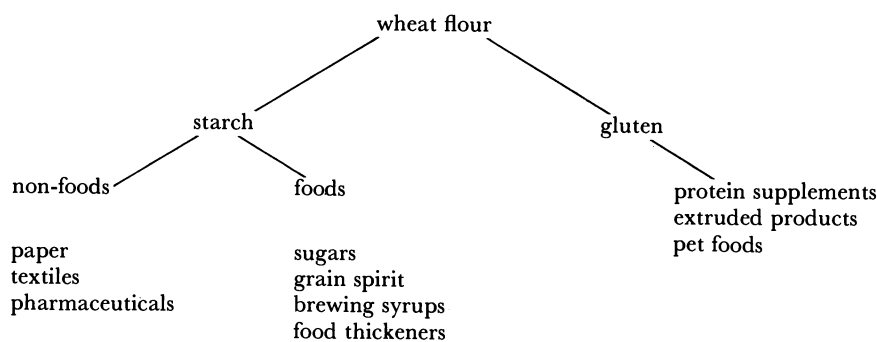 wheat flour
starch
gluten
non-foods
foods
protein supplements
extruded products
pet foods
paper
textiles
pharmaceuticals
sugars
grain spirit
brewing syrups
food thickeners